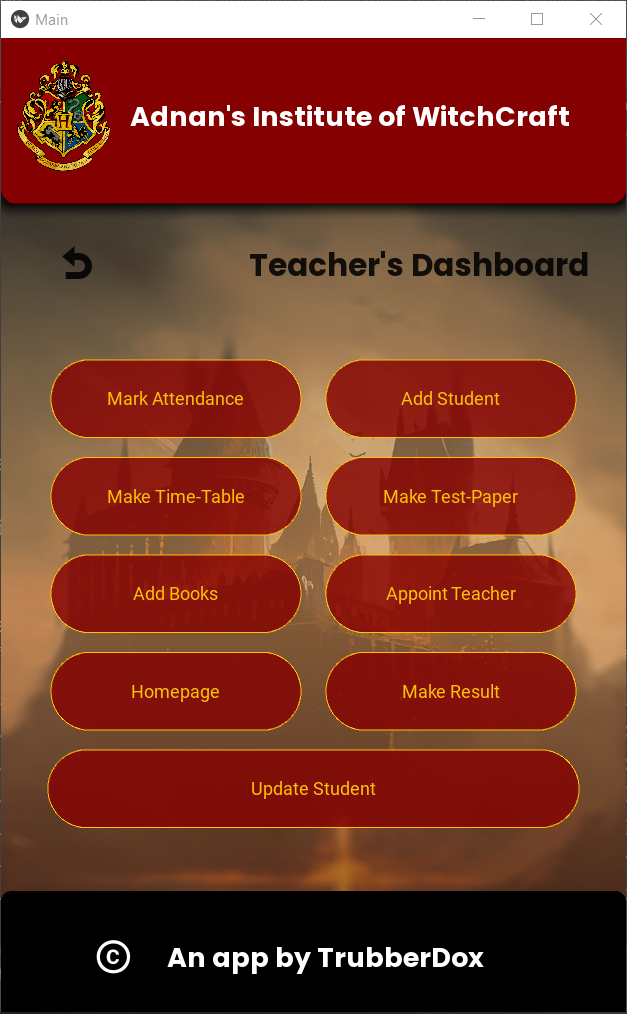 Main
Adnan's Institute of WitchCraft
Teacher's Dashboard
Mark Attendance
Add Student
Make Time-Table
Make Test-Paper
Add Books
Appoint Teacher
Homepage
Make Result
Update Student
© An app by TrubberDox